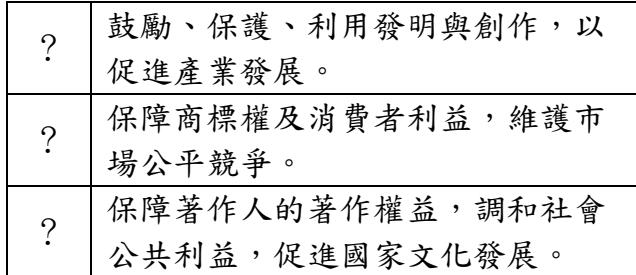 ?
鼓勵、保護、利用發明與創作，以
促進產業發展。
?
保障商標權及消費者利益，維護市
場公平競爭。
?
保障著作人的著作權益，調和社會
公共利益，促進國家文化發展。